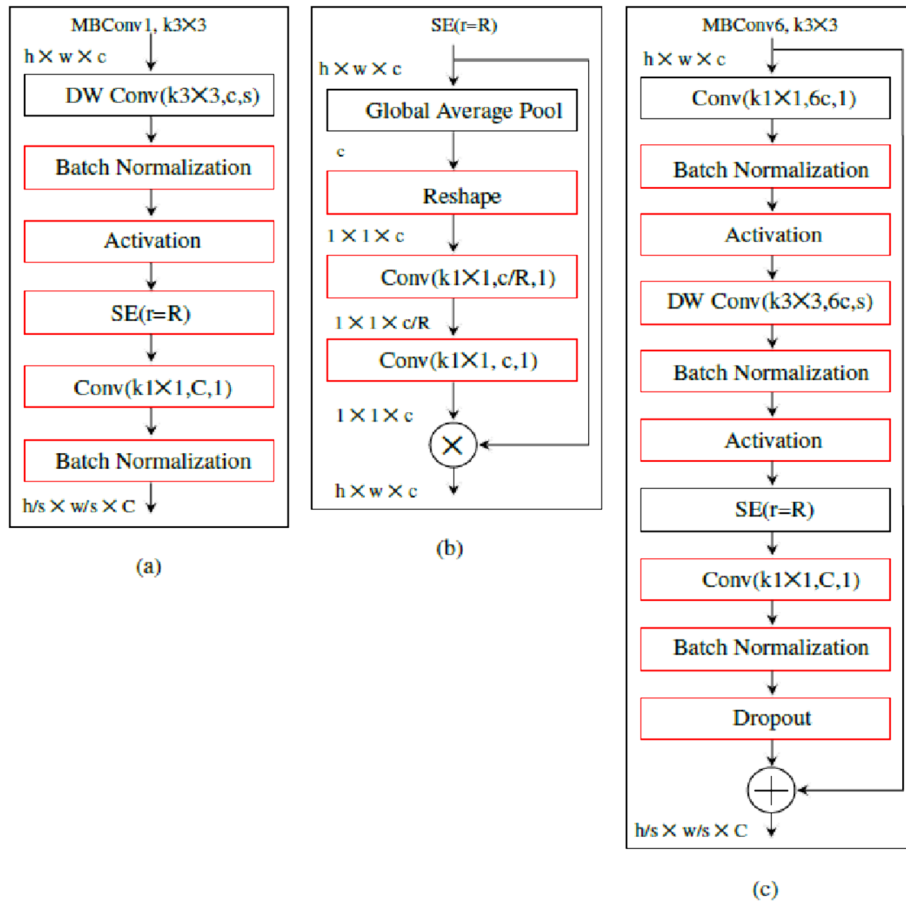 MBConv1, k3×3
h × w × c
DW Conv(k3×3,c,s)
Batch Normalization
Activation
SE(r=R)
Conv(k1×1,C,1)
Batch Normalization
h/s × w/s × C
(a)
SE(r=R)
h × w × c
Global Average Pool
c
Reshape
1 × 1 × c
Conv(k1×1,c/R,1)
1 × 1 × c/R
Conv(k1×1, c,1)
1 × 1 × c
×
h × w × c
(b)
MBConv6, k3×3
h × w × c
Conv(k1×1,6c,1)
Batch Normalization
Activation
DW Conv(k3×3,6c,s)
Batch Normalization
Activation
SE(r=R)
Conv(k1×1,C,1)
Batch Normalization
Dropout
+
h/s × w/s × C
(c)